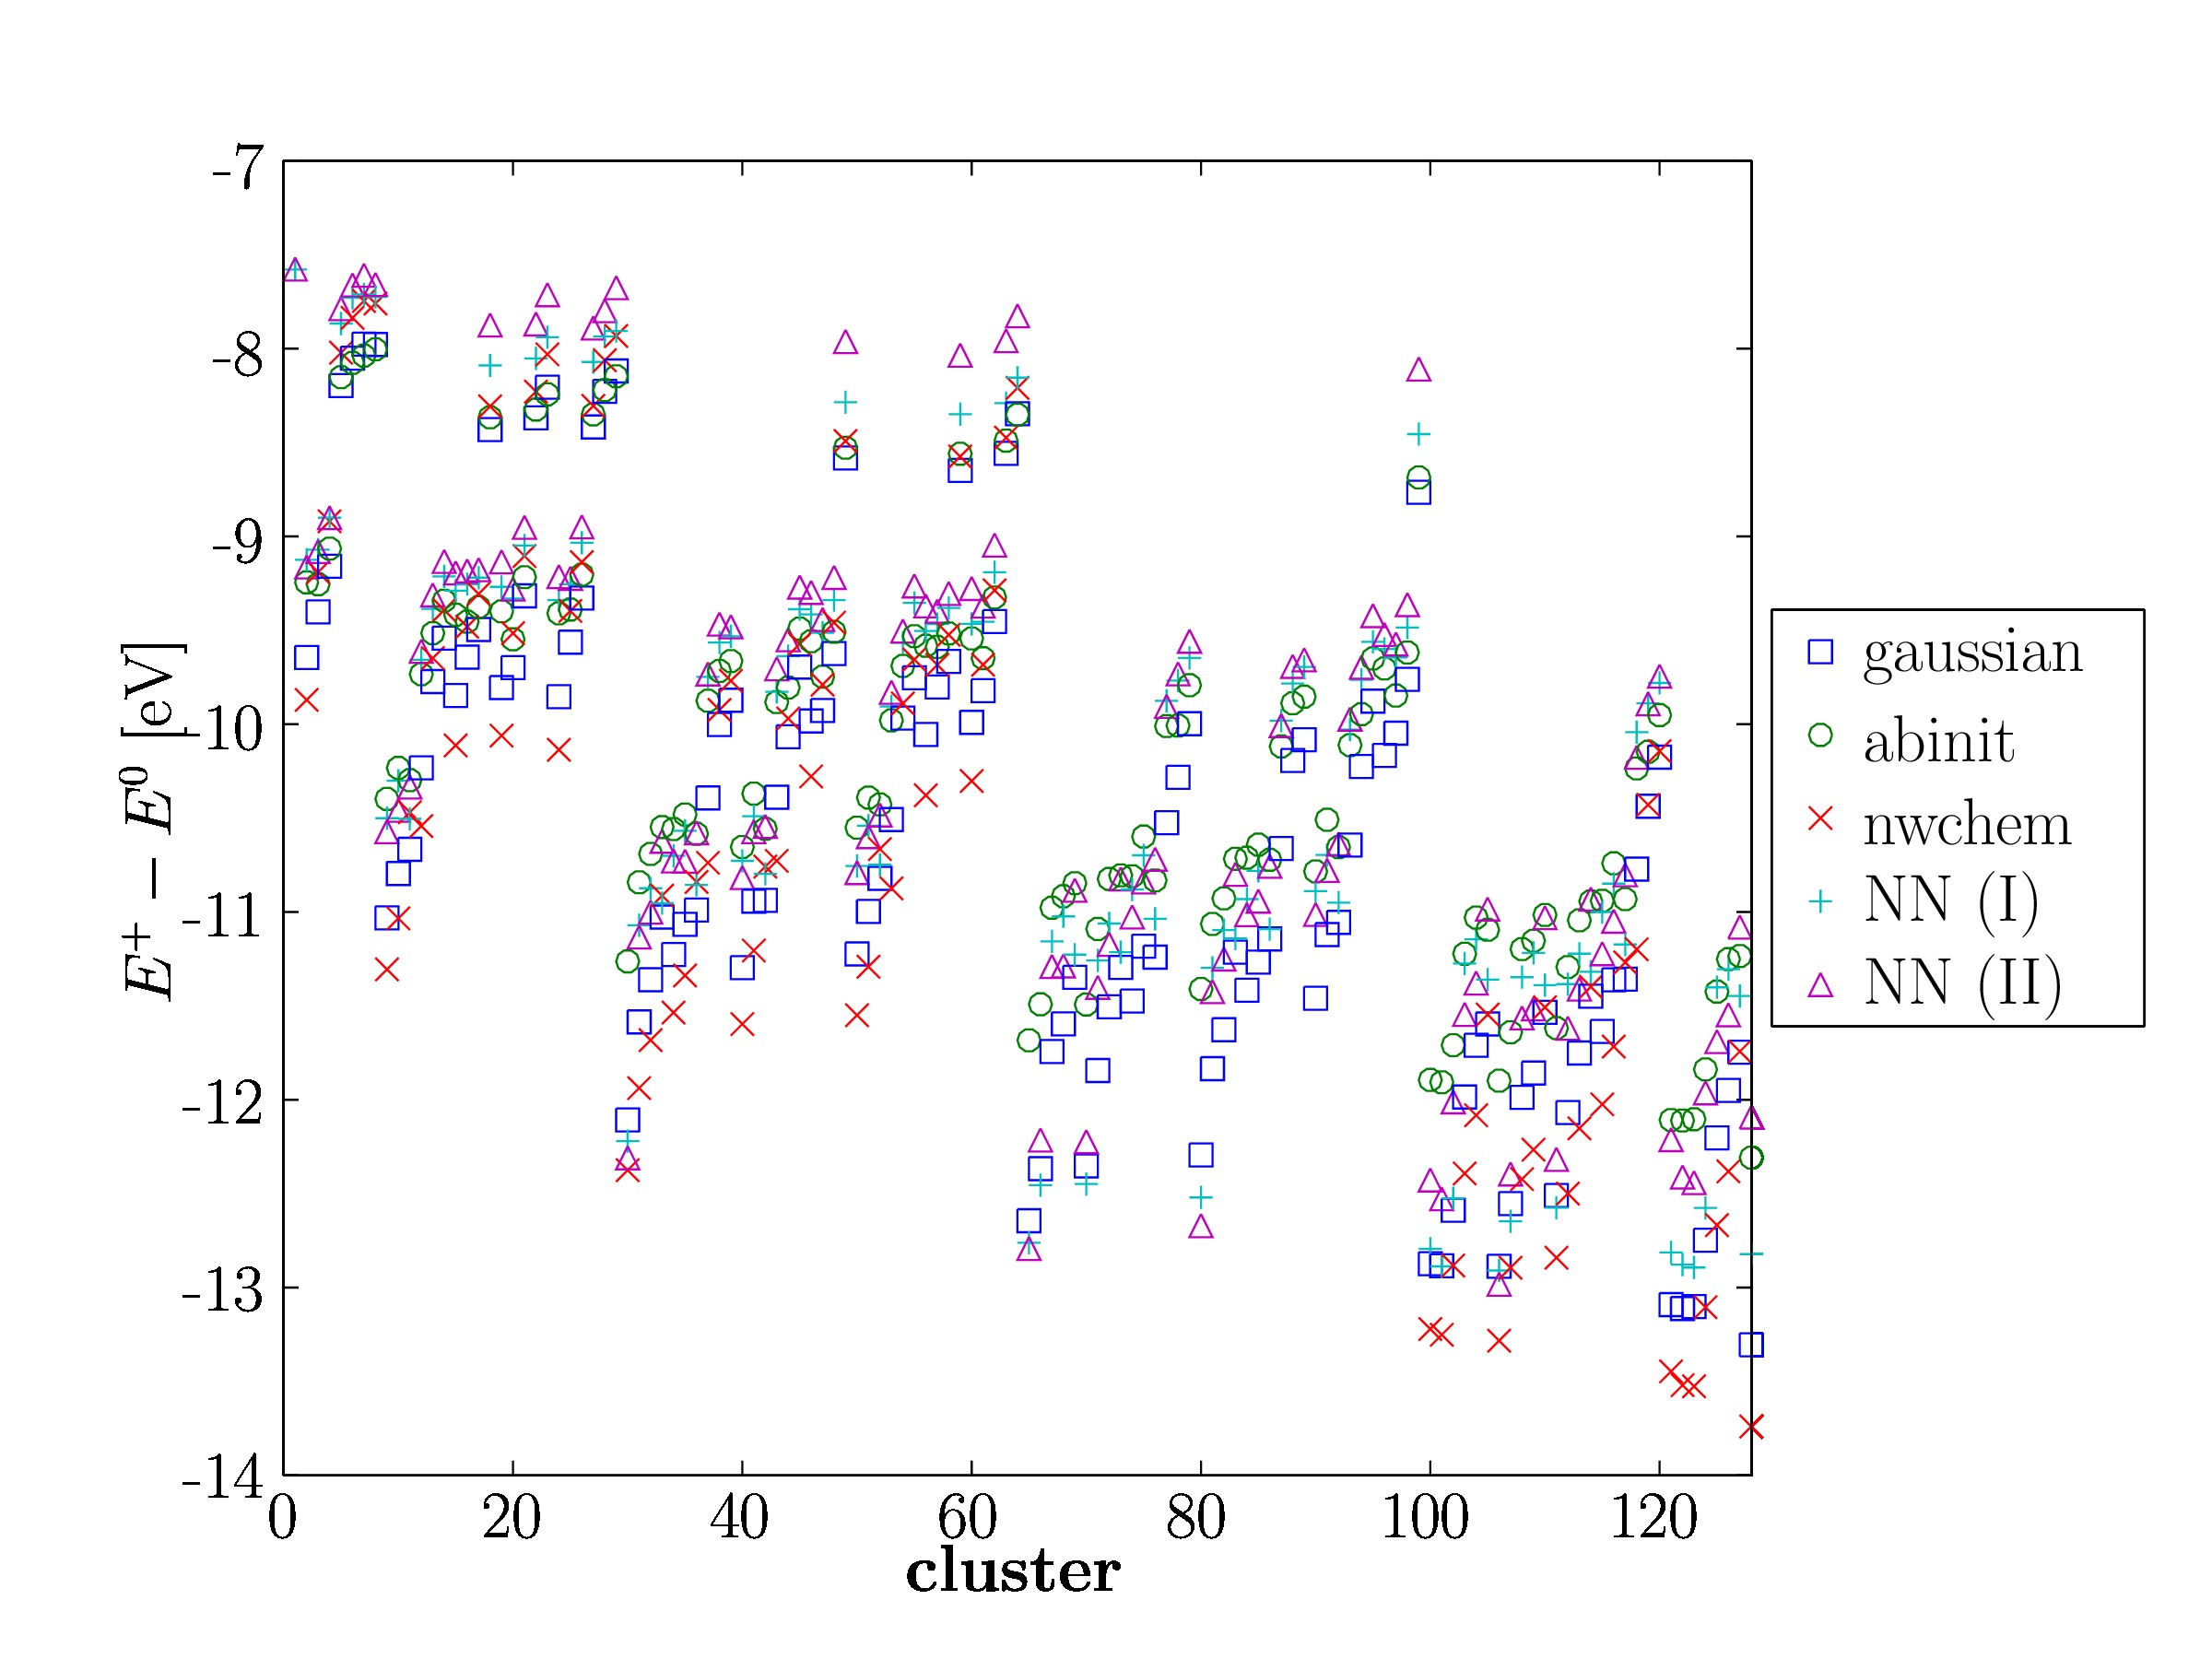 -7
-8
-9
-10
-11
-12
-13
-14
E⁺ − E⁰ [eV]
0 20 40 60 80 100 120
cluster
gaussian
abinit
nwchem
NN (I)
NN (II)